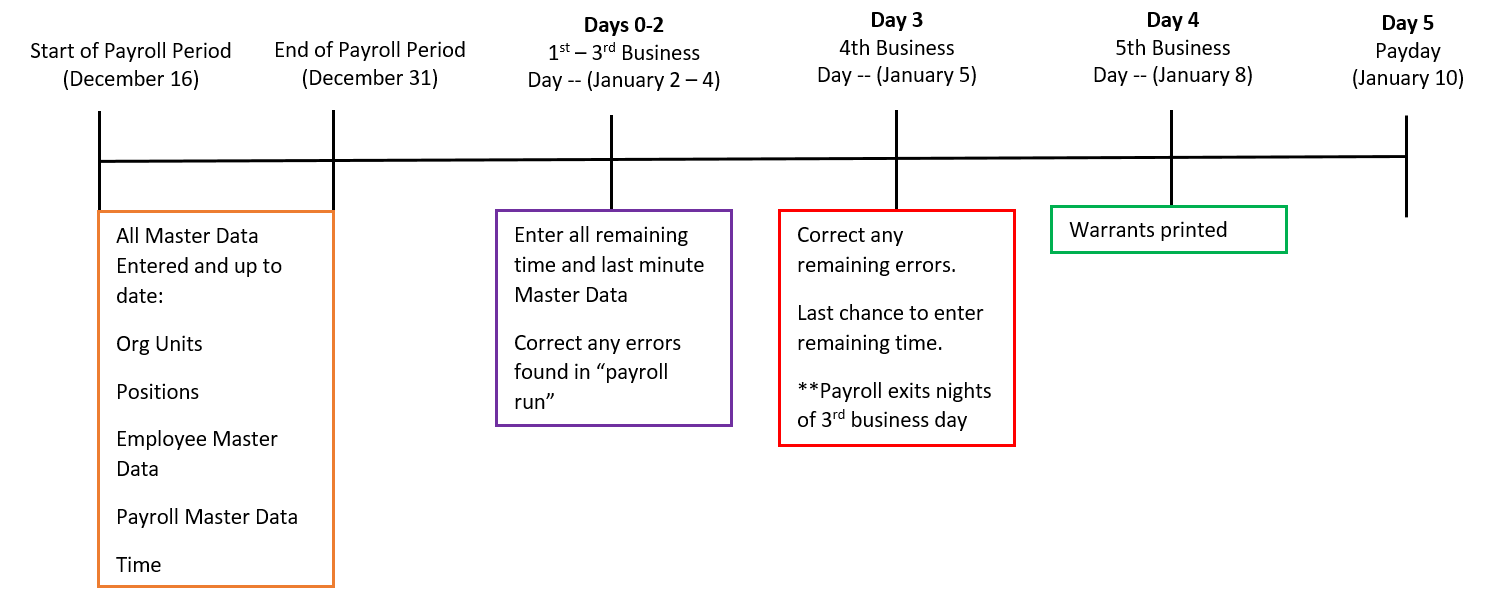 Start of Payroll Period
(December 16)
End of Payroll Period
(December 31)
Days 0-2
1st – 3rd Business
Day -- (January 2 – 4)
Day 3
4th Business
Day -- (January 5)
Day 4
5th Business
Day -- (January 8)
Day 5
Payday
(January 10)
All Master Data
Entered and up to
date:
Org Units
Positions
Employee Master
Data
Payroll Master Data
Time
Enter all remaining
time and last minute
Master Data
Correct any errors
found in “payroll
run”
Correct any
remaining errors.
Last chance to enter
remaining time.
**Payroll exits nights
of 3rd business day
Warrants printed